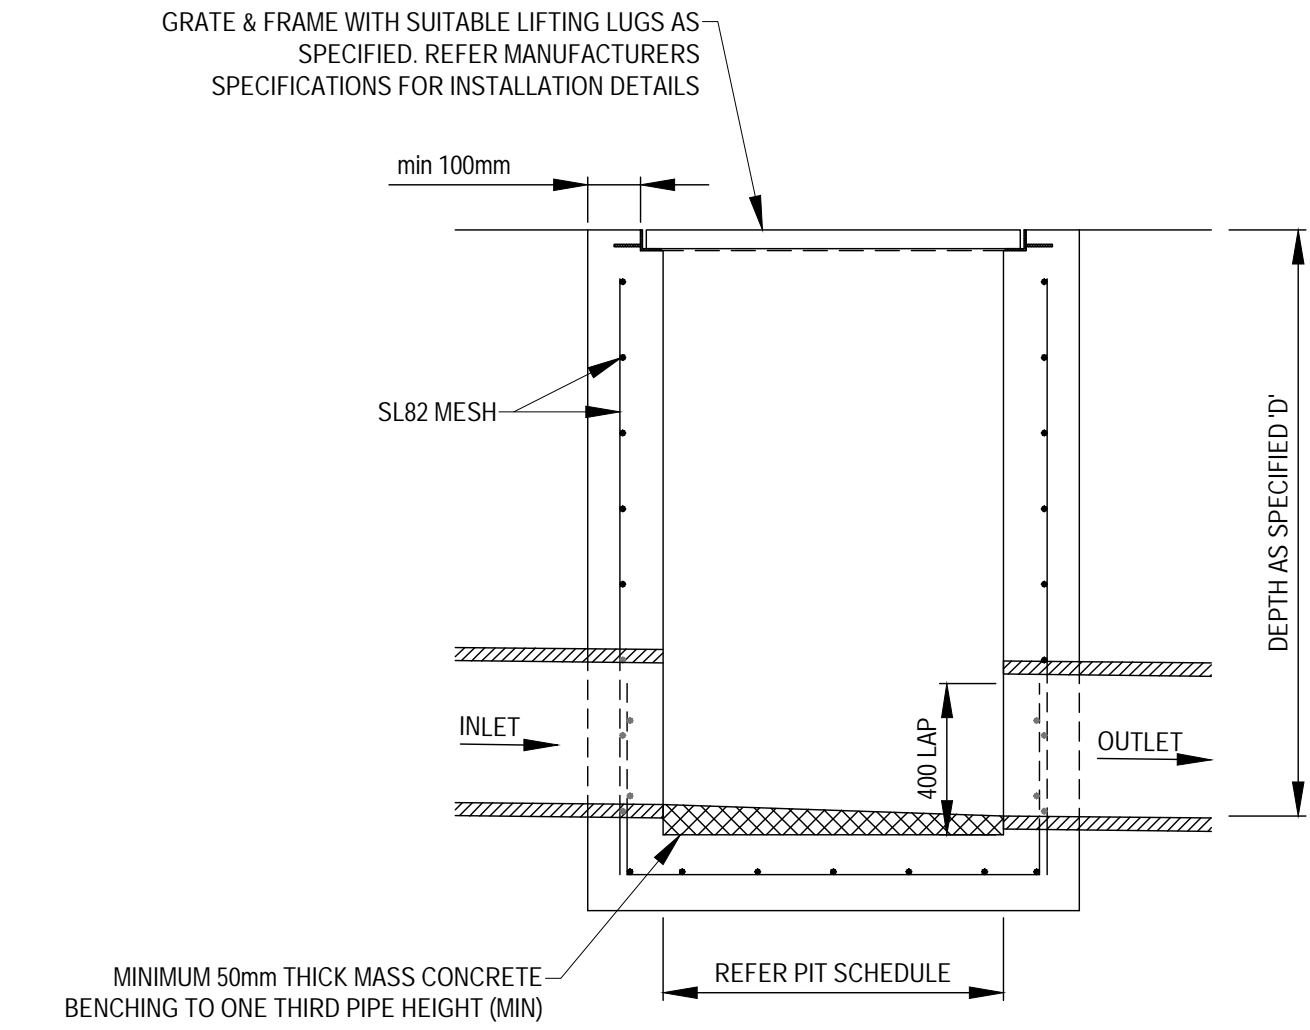 GRATE & FRAME WITH SUITABLE LIFTING LUGS AS
SPECIFIED. REFER MANUFACTURERS
SPECIFICATIONS FOR INSTALLATION DETAILS
min 100mm
SL82 MESH
DEPTH AS SPECIFIED 'D'
INLET
400 LAP
OUTLET
MINIMUM 50mm THICK MASS CONCRETE
BENCHING TO ONE THIRD PIPE HEIGHT (MIN)
REFER PIT SCHEDULE